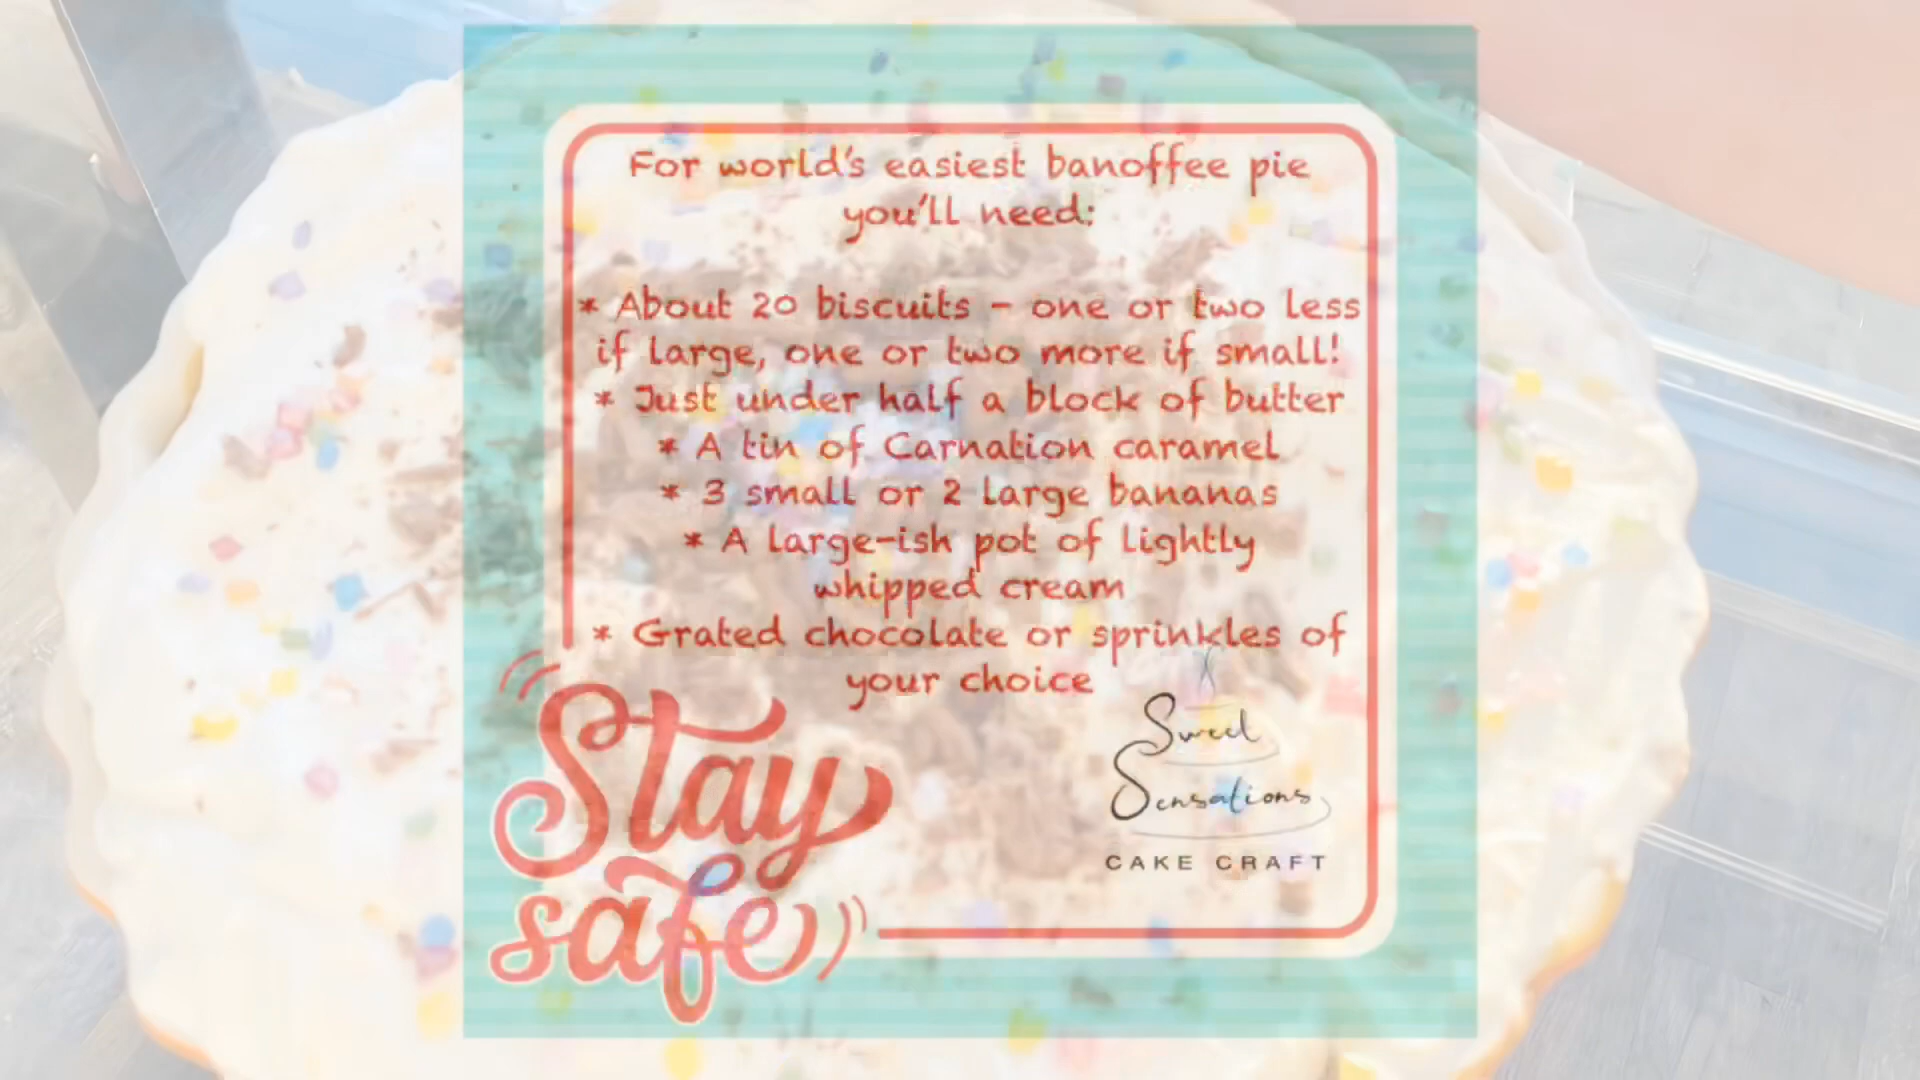 For world's easiest banoffee pie
you'll need:
* About 20 biscuits - one or two less
if large, one or two more if small!
* Just under half a block of butter
* A tin of Carnation caramel
* 3 small or 2 large bananas
* A large-ish pot of lightly
whipped cream
* Grated chocolate or sprinkles of
your choice
Stay
safe
Sweet
Sensations
CAKE CRAFT